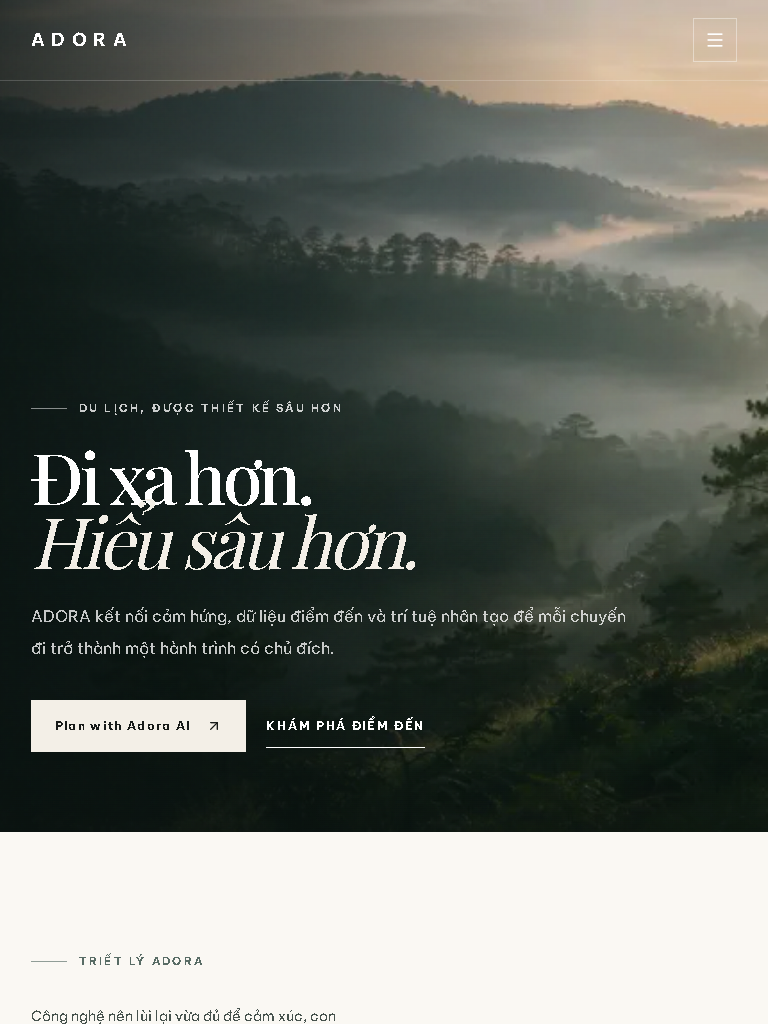 ADORA
DU LỊCH, ĐƯỢC THIẾT KẾ SÂU HƠN
Đi xa hơn.
Hiểu sâu hơn.
ADORA kết nối cảm hứng, dữ liệu điểm đến và trí tuệ nhân tạo để mỗi chuyến
đi trở thành một hành trình có chủ đích.
Plan with Adora AI
KHÁM PHÁ ĐIỂM ĐẾN
TRIẾT LÝ ADORA
Công nghệ nên lùi lại vừa đủ để cảm xúc, con